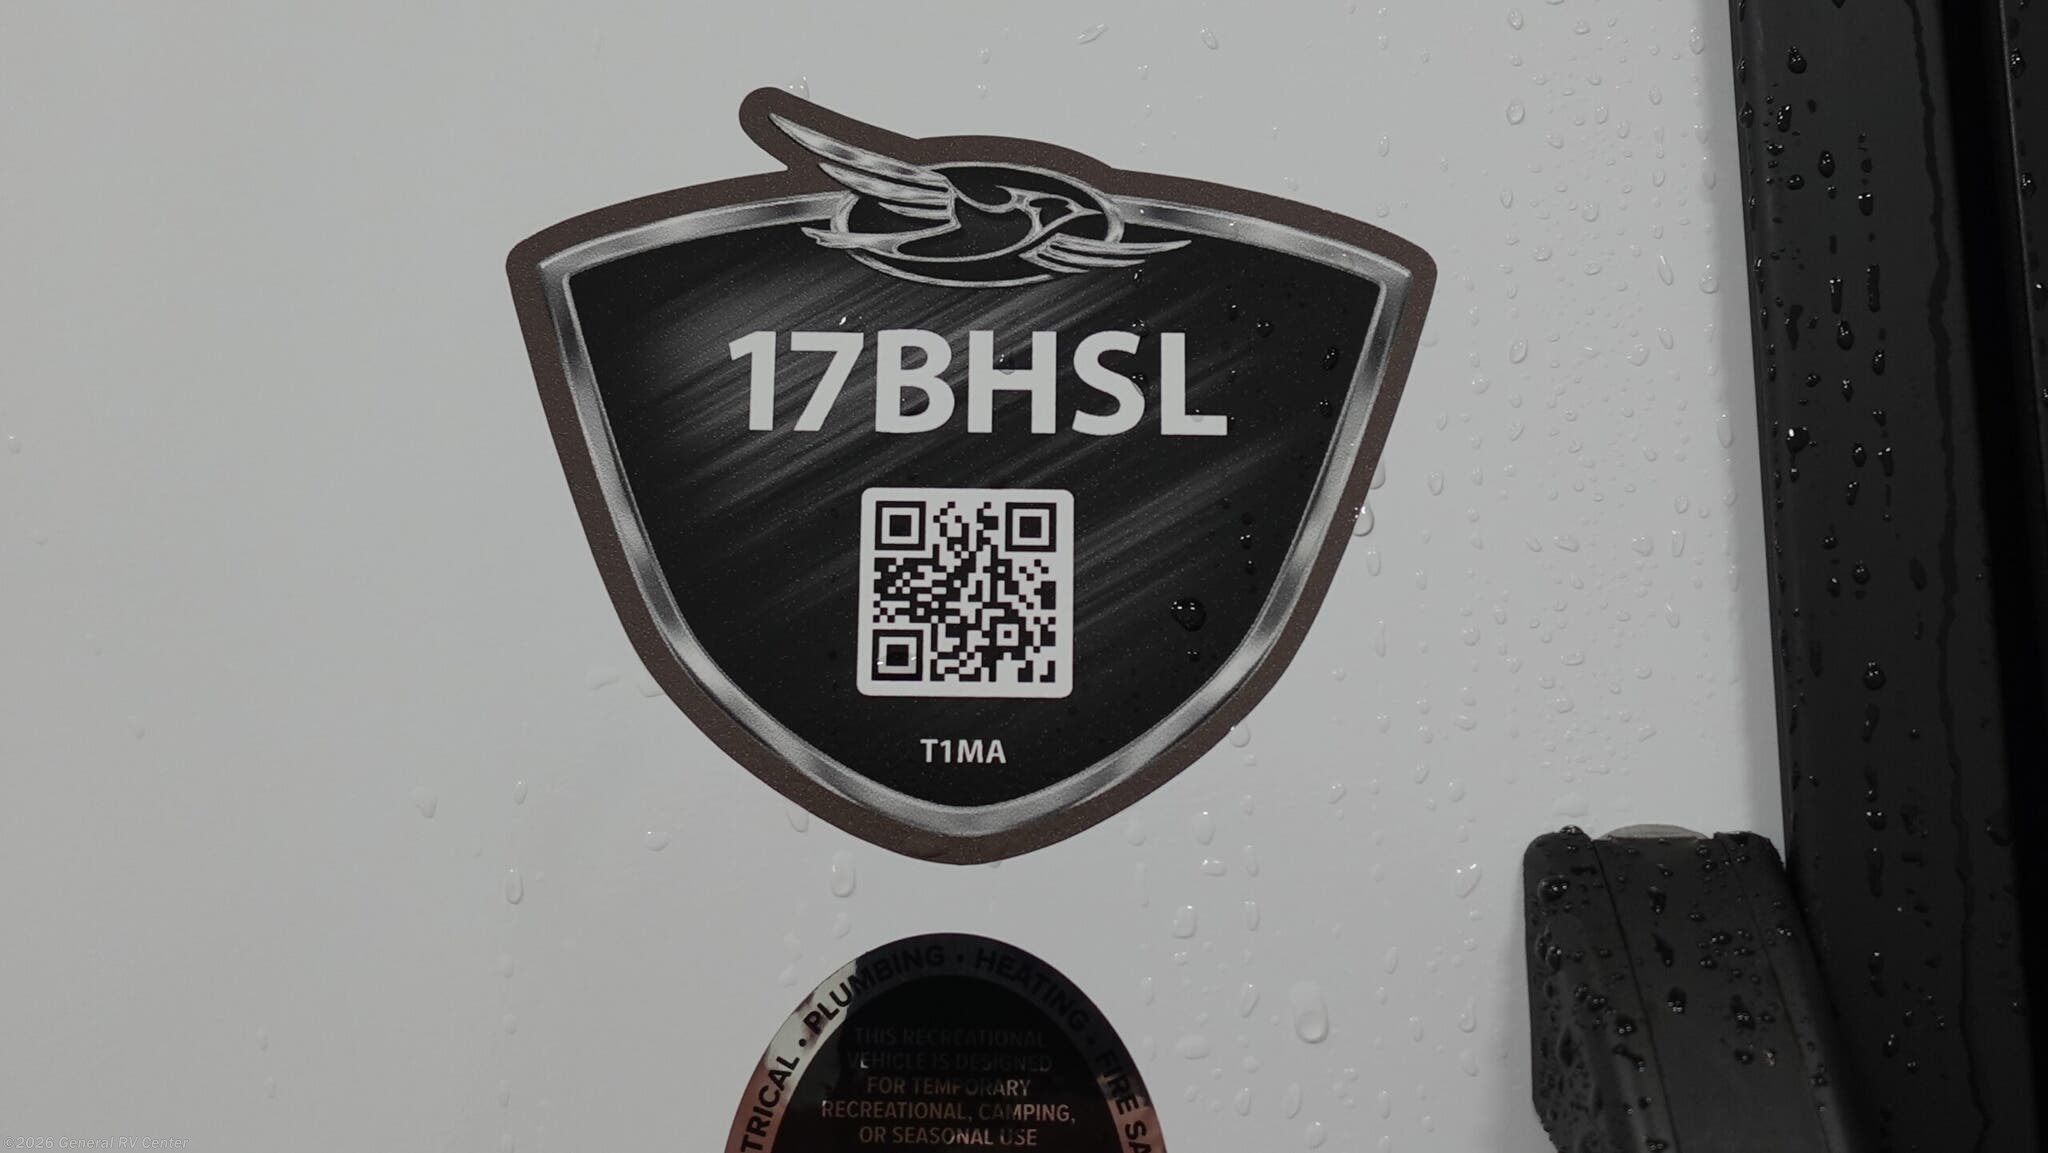 17BHSL
T1MA
TRICAL • PLUMBING • HEATING • FIRE SA
THIS RECREATIONAL
VEHICLE IS DESIGNED
FOR TEMPORARY
RECREATIONAL, CAMPING,
OR SEASONAL USE
©2026 General RV Center